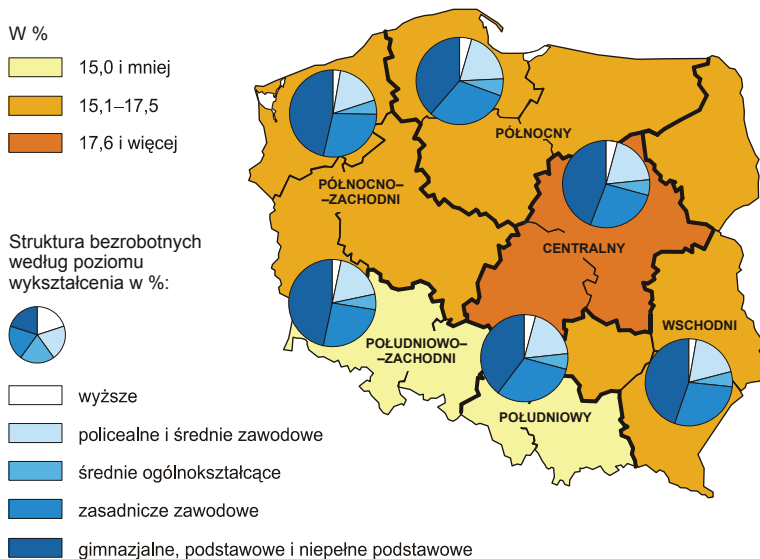 W %
15,0 i mniej
15,1–17,5
17,6 i więcej
Struktura bezrobotnych
według poziomu
wykształcenia w %:
wyższe
policealne i średnie zawodowe
średnie ogólnokształcące
zasadnicze zawodowe
gimnazjalne, podstawowe i niepełne podstawowe
PÓŁNOCNY
PÓŁNOCNO–
–ZACHODNI
CENTRALNY
WSCHODNI
POŁUDNIOWO–
–ZACHODNI
POŁUDNIOWY